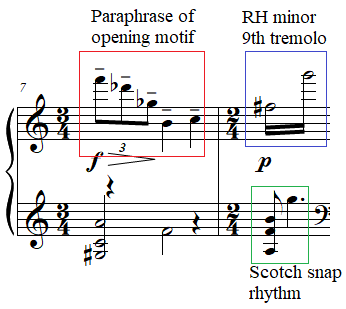 Paraphrase of
opening motif
RH minor
9th tremolo
7
3
4
2
4
3
f
p
3
4
2
4
Scotch snap
rhythm